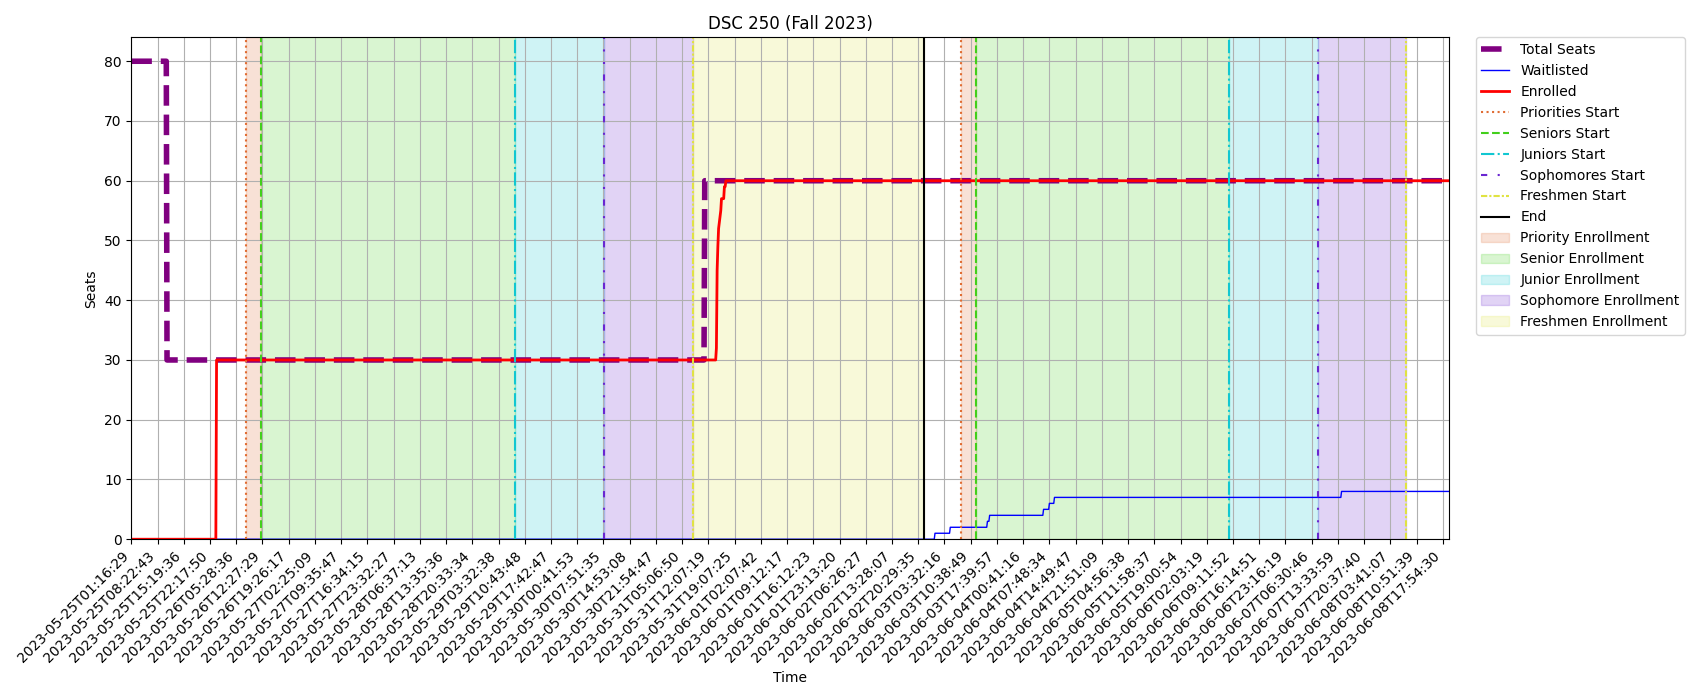 DSC 250 (Fall 2023)
Seats
80
70
60
50
40
30
20
10
0
2023-05-25T01:16:29
2023-05-25T08:22:43
2023-05-25T15:19:36
2023-05-25T22:17:50
2023-05-26T05:28:36
2023-05-26T12:27:29
2023-05-26T19:26:17
2023-05-27T02:25:09
2023-05-27T09:35:47
2023-05-27T16:34:15
2023-05-27T23:32:27
2023-05-28T06:37:13
2023-05-28T13:35:36
2023-05-28T20:33:34
2023-05-29T03:32:38
2023-05-29T10:43:48
2023-05-29T17:42:47
2023-05-30T00:41:53
2023-05-30T07:51:35
2023-05-30T14:53:08
2023-05-30T21:54:47
2023-05-31T05:06:50
2023-05-31T12:07:19
2023-05-31T19:07:25
2023-06-01T02:07:42
2023-06-01T09:12:17
2023-06-01T16:12:23
2023-06-01T23:13:20
2023-06-02T06:26:27
2023-06-02T13:28:07
2023-06-02T20:29:35
2023-06-03T03:32:16
2023-06-03T10:38:49
2023-06-03T17:39:57
2023-06-04T00:41:16
2023-06-04T07:48:34
2023-06-04T14:49:47
2023-06-04T21:51:09
2023-06-05T04:56:38
2023-06-05T11:58:37
2023-06-05T19:00:54
2023-06-06T02:03:19
2023-06-06T09:11:52
2023-06-06T16:14:51
2023-06-06T23:16:19
2023-06-07T06:30:46
2023-06-07T13:33:59
2023-06-07T20:37:40
2023-06-08T03:41:07
2023-06-08T10:51:39
2023-06-08T17:54:30
Time
Total Seats
Waitlisted
Enrolled
Priorities Start
Seniors Start
Juniors Start
Sophomores Start
Freshmen Start
End
Priority Enrollment
Senior Enrollment
Junior Enrollment
Sophomore Enrollment
Freshmen Enrollment